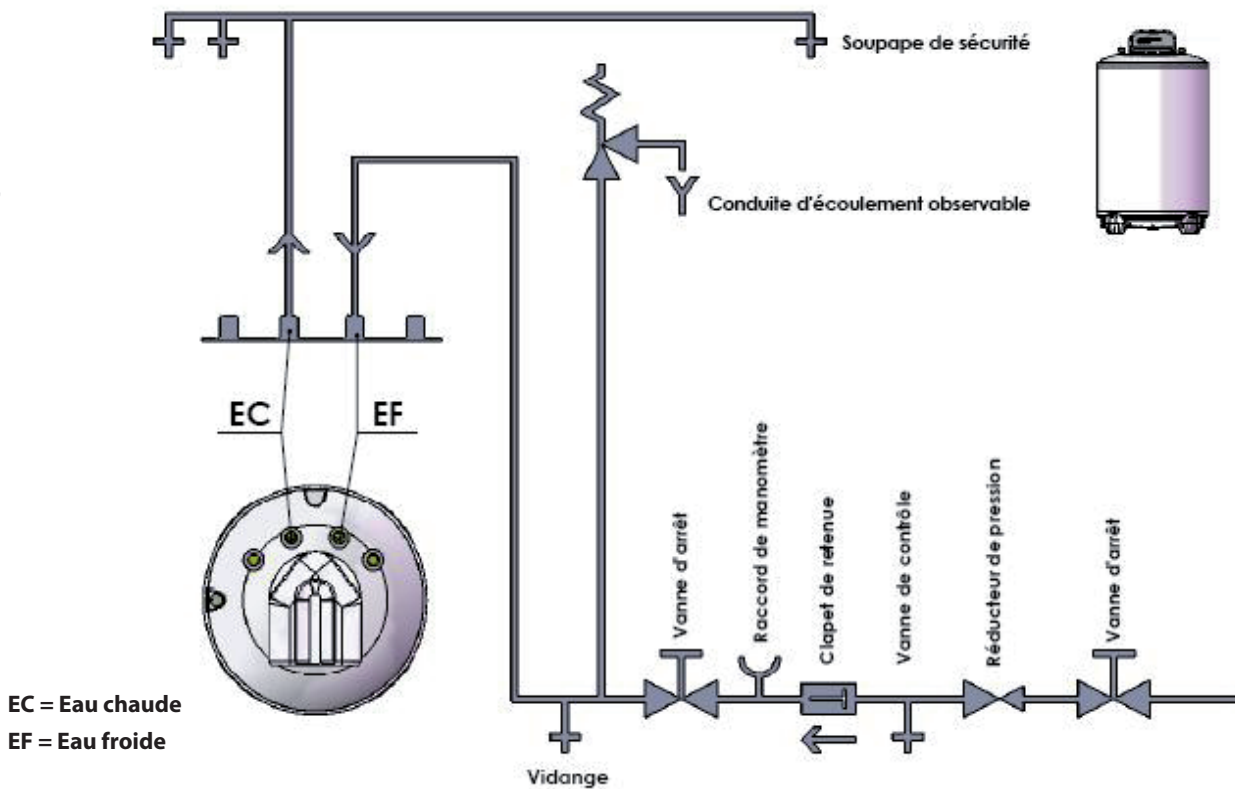 Soupape de sécurité
Conduite d'écoulement observable
EC
EF
Vanne d'arrêt
Raccord de manomètre
Clapet de retenue
Vanne de contrôle
Réducteur de pression
Vanne d'arrêt
EC = Eau chaude
EF = Eau froide
Vidange